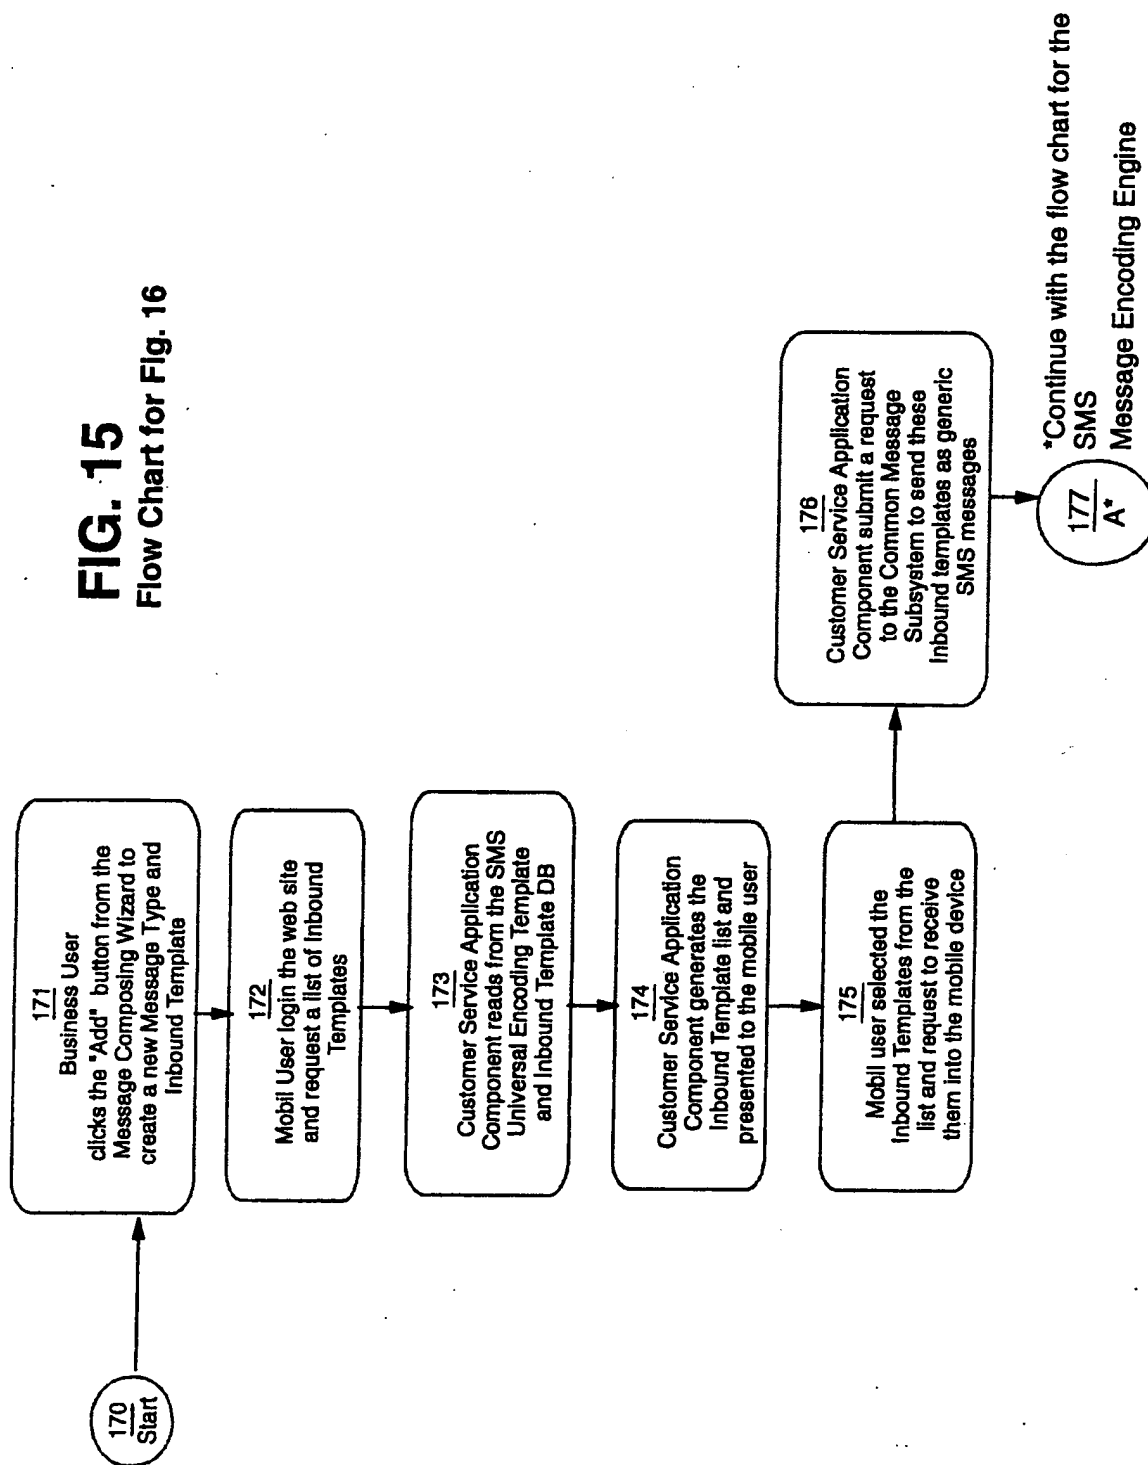 FIG. 15
Flow Chart for Fig. 16
170
Start
171
Business User
clicks the "Add" button from the
Message Composing Wizard to
create a new Message Type and
Inbound Template
172
Mobil User login the web site
and request a list of Inbound
Templates
173
Customer Service Application
Component reads from the SMS
Universal Encoding Template
and Inbound Template DB
174
Customer Service Application
Component generates the
Inbound Template list and
presented to the mobile user
175
Mobil user selected the
Inbound Templates from the
list and request to receive
them into the mobile device
176
Customer Service Application
Component submit a request
to the Common Message
Subsystem to send these
Inbound templates as generic
SMS messages
177
A*
*Continue with the flow chart for the
SMS
Message Encoding Engine